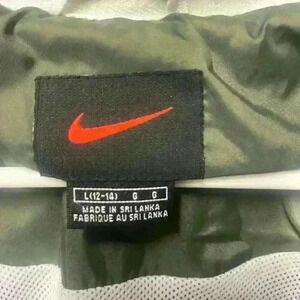 L(12-14) G G
MADE IN SRI LANKA
FABRIQUE AU SRI LANKA